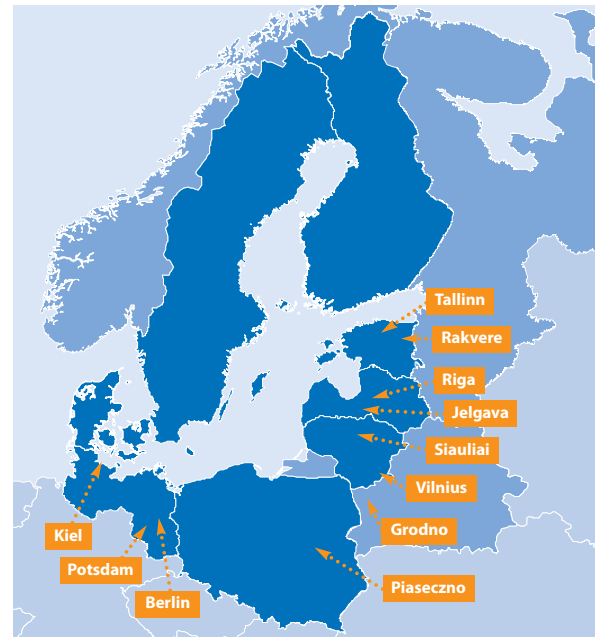 Tallinn
Rakvere
Riga
Jelgava
Siauliai
Vilnius
Grodno
Kiel
Potsdam
Piaseczno
Berlin